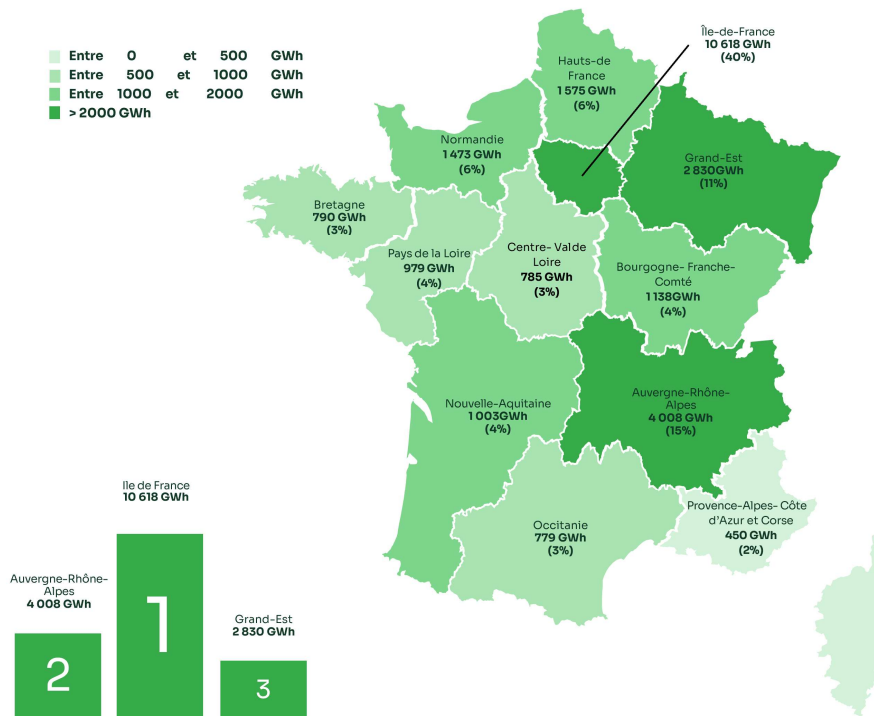 Entre 0 et 500 GWh
Entre 500 et 1000 GWh
Entre 1000 et 2000 GWh
> 2000 GWh
Île-de-France
10 618 GWh
(40%)
Hauts-de
France
1 575 GWh
(6%)
Normandie
1 473 GWh
(6%)
Grand-Est
2 830GWh
(11%)
Bretagne
790 GWh
(3%)
Pays de la Loire
979 GWh
(4%)
Centre- Val de
Loire
785 GWh
(3%)
Bourgogne- Franche-
Comté
1 138GWh
(4%)
Nouvelle-Aquitaine
1 003GWh
(4%)
Auvergne-Rhône-
Alpes
4 008 GWh
(15%)
Occitanie
779 GWh
(3%)
Provence-Alpes- Côte
d'Azur et Corse
450 GWh
(2%)
Ile de France
10 618 GWh
1
Auvergne-Rhône-
Alpes
4 008 GWh
2
Grand-Est
2 830 GWh
3